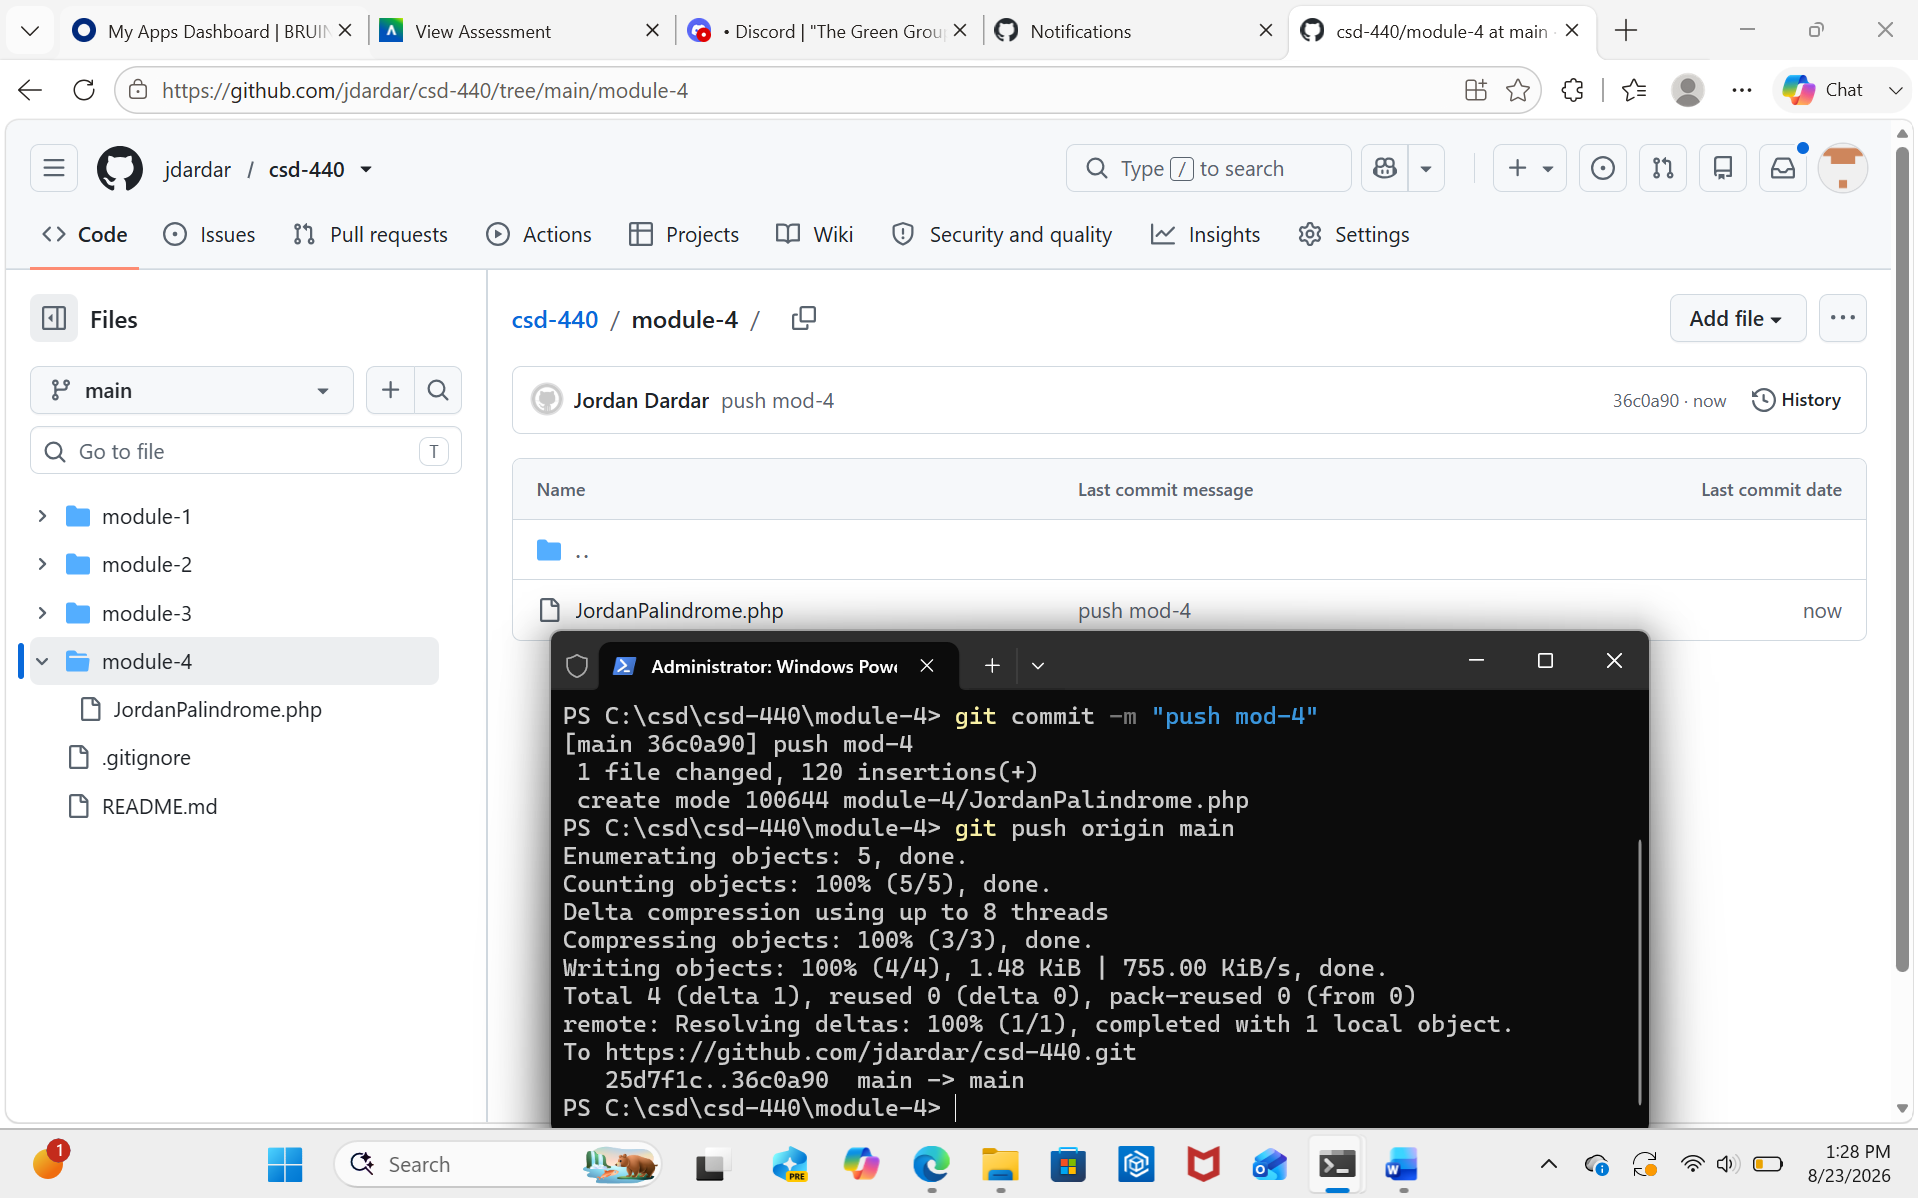 My Apps Dashboard | BRUIN
View Assessment
• Discord | "The Green Grou
Notifications
csd-440/module-4 at main ·
https://github.com/jdardar/csd-440/tree/main/module-4
Chat
jdardar / csd-440
Type / to search
Code
Issues
Pull requests
Actions
Projects
Wiki
Security and quality
Insights
Settings
Files
main
Go to file
T
module-1
module-2
module-3
module-4
JordanPalindrome.php
.gitignore
README.md
csd-440 / module-4 /
Add file
Jordan Dardar push mod-4
36c0a90 · now
History
Name
Last commit message
Last commit date
..
JordanPalindrome.php
push mod-4
now
Administrator: Windows Powe
PS C:\csd\csd-440\module-4> git commit -m "push mod-4"
[main 36c0a90] push mod-4
1 file changed, 120 insertions(+)
create mode 100644 module-4/JordanPalindrome.php
PS C:\csd\csd-440\module-4> git push origin main
Enumerating objects: 5, done.
Counting objects: 100% (5/5), done.
Delta compression using up to 8 threads
Compressing objects: 100% (3/3), done.
Writing objects: 100% (4/4), 1.48 KiB | 755.00 KiB/s, done.
Total 4 (delta 1), reused 0 (delta 0), pack-reused 0 (from 0)
remote: Resolving deltas: 100% (1/1), completed with 1 local object.
To https://github.com/jdardar/csd-440.git
25d7f1c..36c0a90 main -> main
PS C:\csd\csd-440\module-4>
1
Search
PRE
W
1:28 PM
8/23/2026